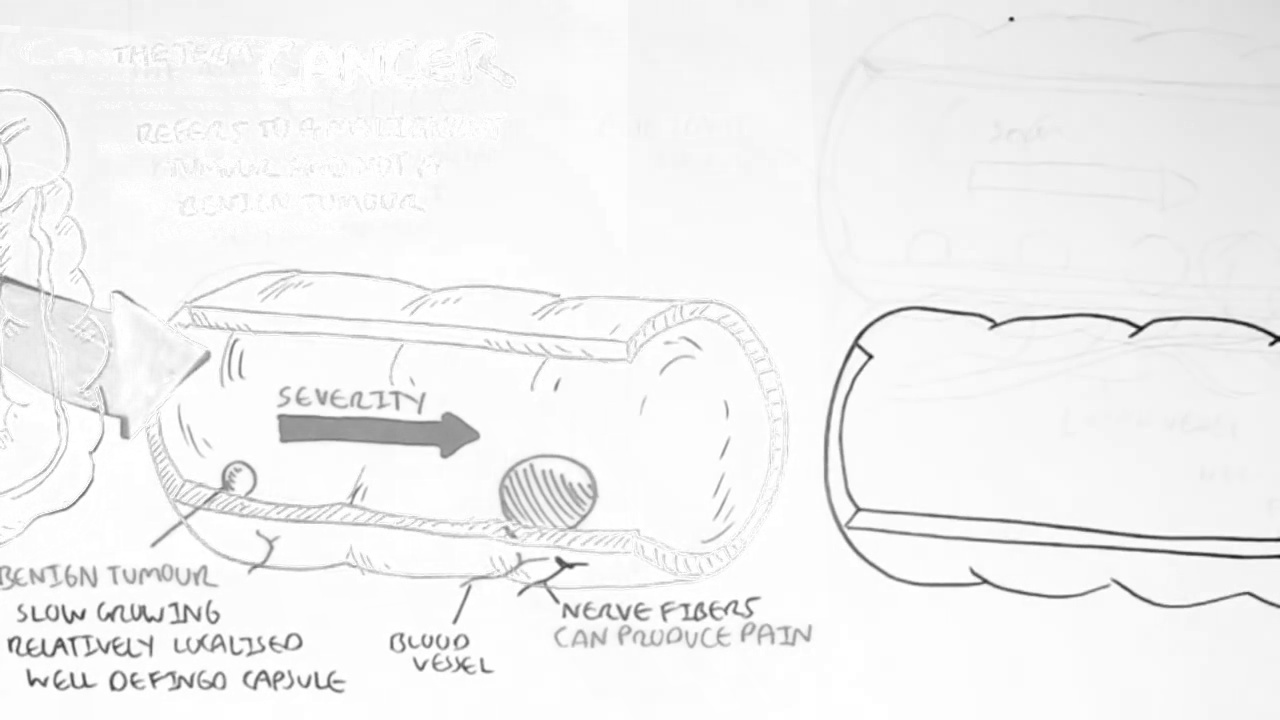 THE TERM CANCER
REFERS TO A MALIGNANT
TUMOUR AND NOT A
BENIGN TUMOUR
SEVERITY
BENIGN TUMOUR
SLOW GROWING
RELATIVELY LOCALISED
WELL DEFINED CAPSULE
BLOOD
VESSEL
NERVE FIBERS
CAN PRODUCE PAIN